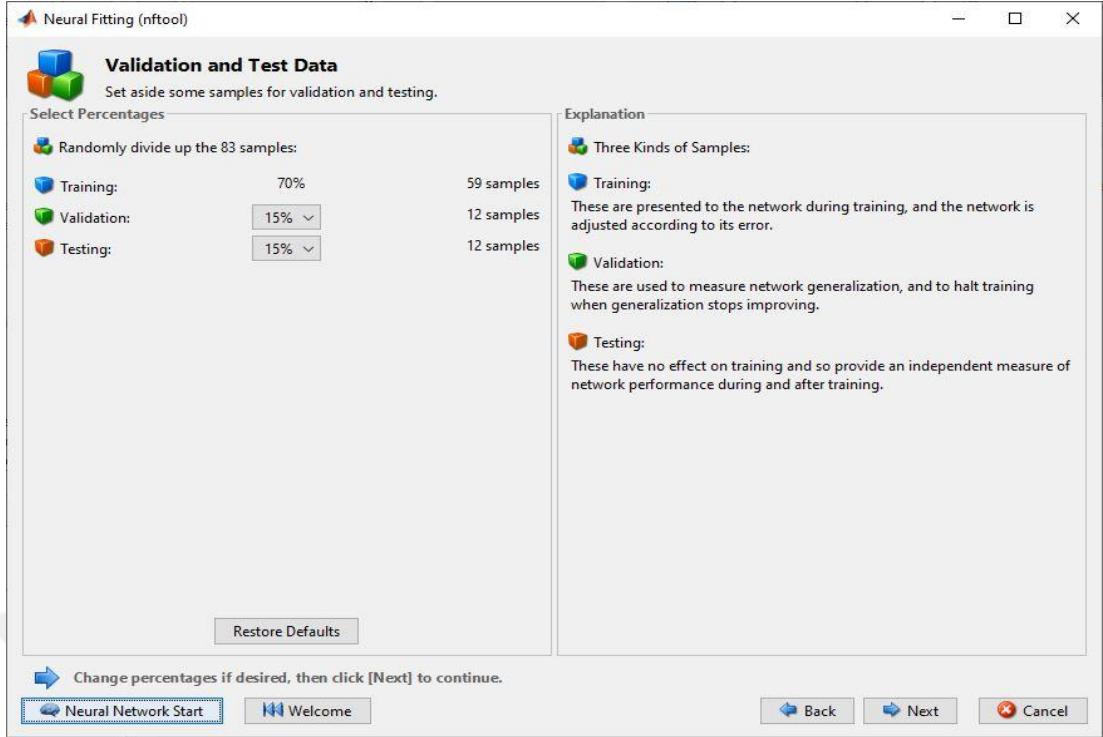 Neural Fitting (nftool)
Validation and Test Data
Set aside some samples for validation and testing.
Select Percentages
Randomly divide up the 83 samples:
Training: 70% 59 samples
Validation: 15% 12 samples
Testing: 15% 12 samples
Restore Defaults
Explanation
Three Kinds of Samples:
Training:
These are presented to the network during training, and the network is
adjusted according to its error.
Validation:
These are used to measure network generalization, and to halt training
when generalization stops improving.
Testing:
These have no effect on training and so provide an independent measure of
network performance during and after training.
Change percentages if desired, then click [Next] to continue.
Neural Network Start Welcome Back Next Cancel